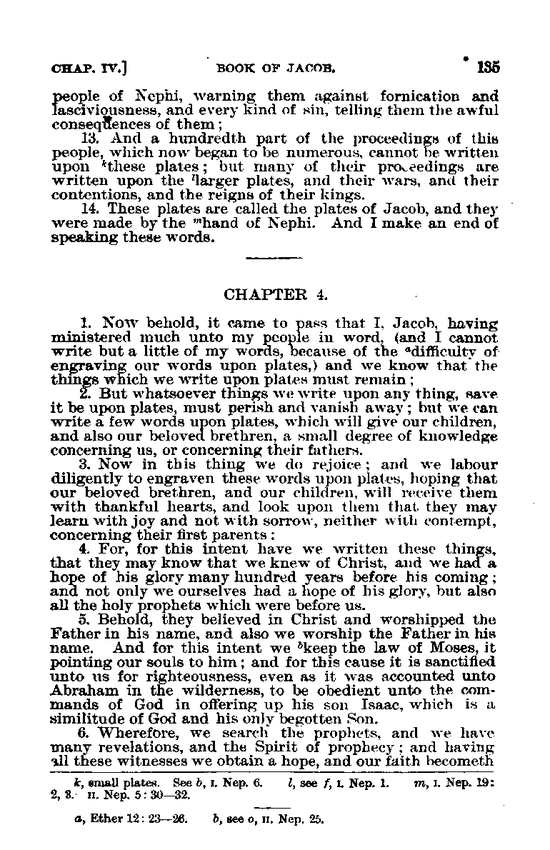 CHAP. IV.] BOOK OF JACOB. 135
people of Nephi, warning them against fornication and
lasciviousness, and every kind of sin, telling them the awful
consequences of them;
13. And a hundredth part of the proceedings of this
people, which now began to be numerous, cannot be written
upon ᵏthese plates; but many of their proceedings are
written upon the ˡlarger plates, and their wars, and their
contentions, and the reigns of their kings.
14. These plates are called the plates of Jacob, and they
were made by the ᵐhand of Nephi. And I make an end of
speaking these words.
CHAPTER 4.
1. Now behold, it came to pass that I, Jacob, having
ministered much unto my people in word, (and I cannot
write but a little of my words, because of the ᵃdifficulty of
engraving our words upon plates,) and we know that the
things which we write upon plates must remain;
2. But whatsoever things we write upon any thing, save
it be upon plates, must perish and vanish away; but we can
write a few words upon plates, which will give our children,
and also our beloved brethren, a small degree of knowledge
concerning us, or concerning their fathers.
3. Now in this thing we do rejoice; and we labour
diligently to engraven these words upon plates, hoping that
our beloved brethren, and our children, will receive them
with thankful hearts, and look upon them that they may
learn with joy and not with sorrow, neither with contempt,
concerning their first parents:
4. For, for this intent have we written these things,
that they may know that we knew of Christ, and we had a
hope of his glory many hundred years before his coming;
and not only we ourselves had a hope of his glory, but also
all the holy prophets which were before us.
5. Behold, they believed in Christ and worshipped the
Father in his name, and also we worship the Father in his
name. And for this intent we ᵇkeep the law of Moses, it
pointing our souls to him; and for this cause it is sanctified
unto us for righteousness, even as it was accounted unto
Abraham in the wilderness, to be obedient unto the com-
mands of God in offering up his son Isaac, which is a
similitude of God and his only begotten Son.
6. Wherefore, we search the prophets, and we have
many revelations, and the Spirit of prophecy; and having
all these witnesses we obtain a hope, and our faith becometh
k, small plates. See b, I. Nep. 6. l, see f, I. Nep. 1. m, I. Nep. 19:
2, 3. II. Nep. 5: 30—32.
a, Ether 12: 23—26. b, see o, II. Nep. 25.